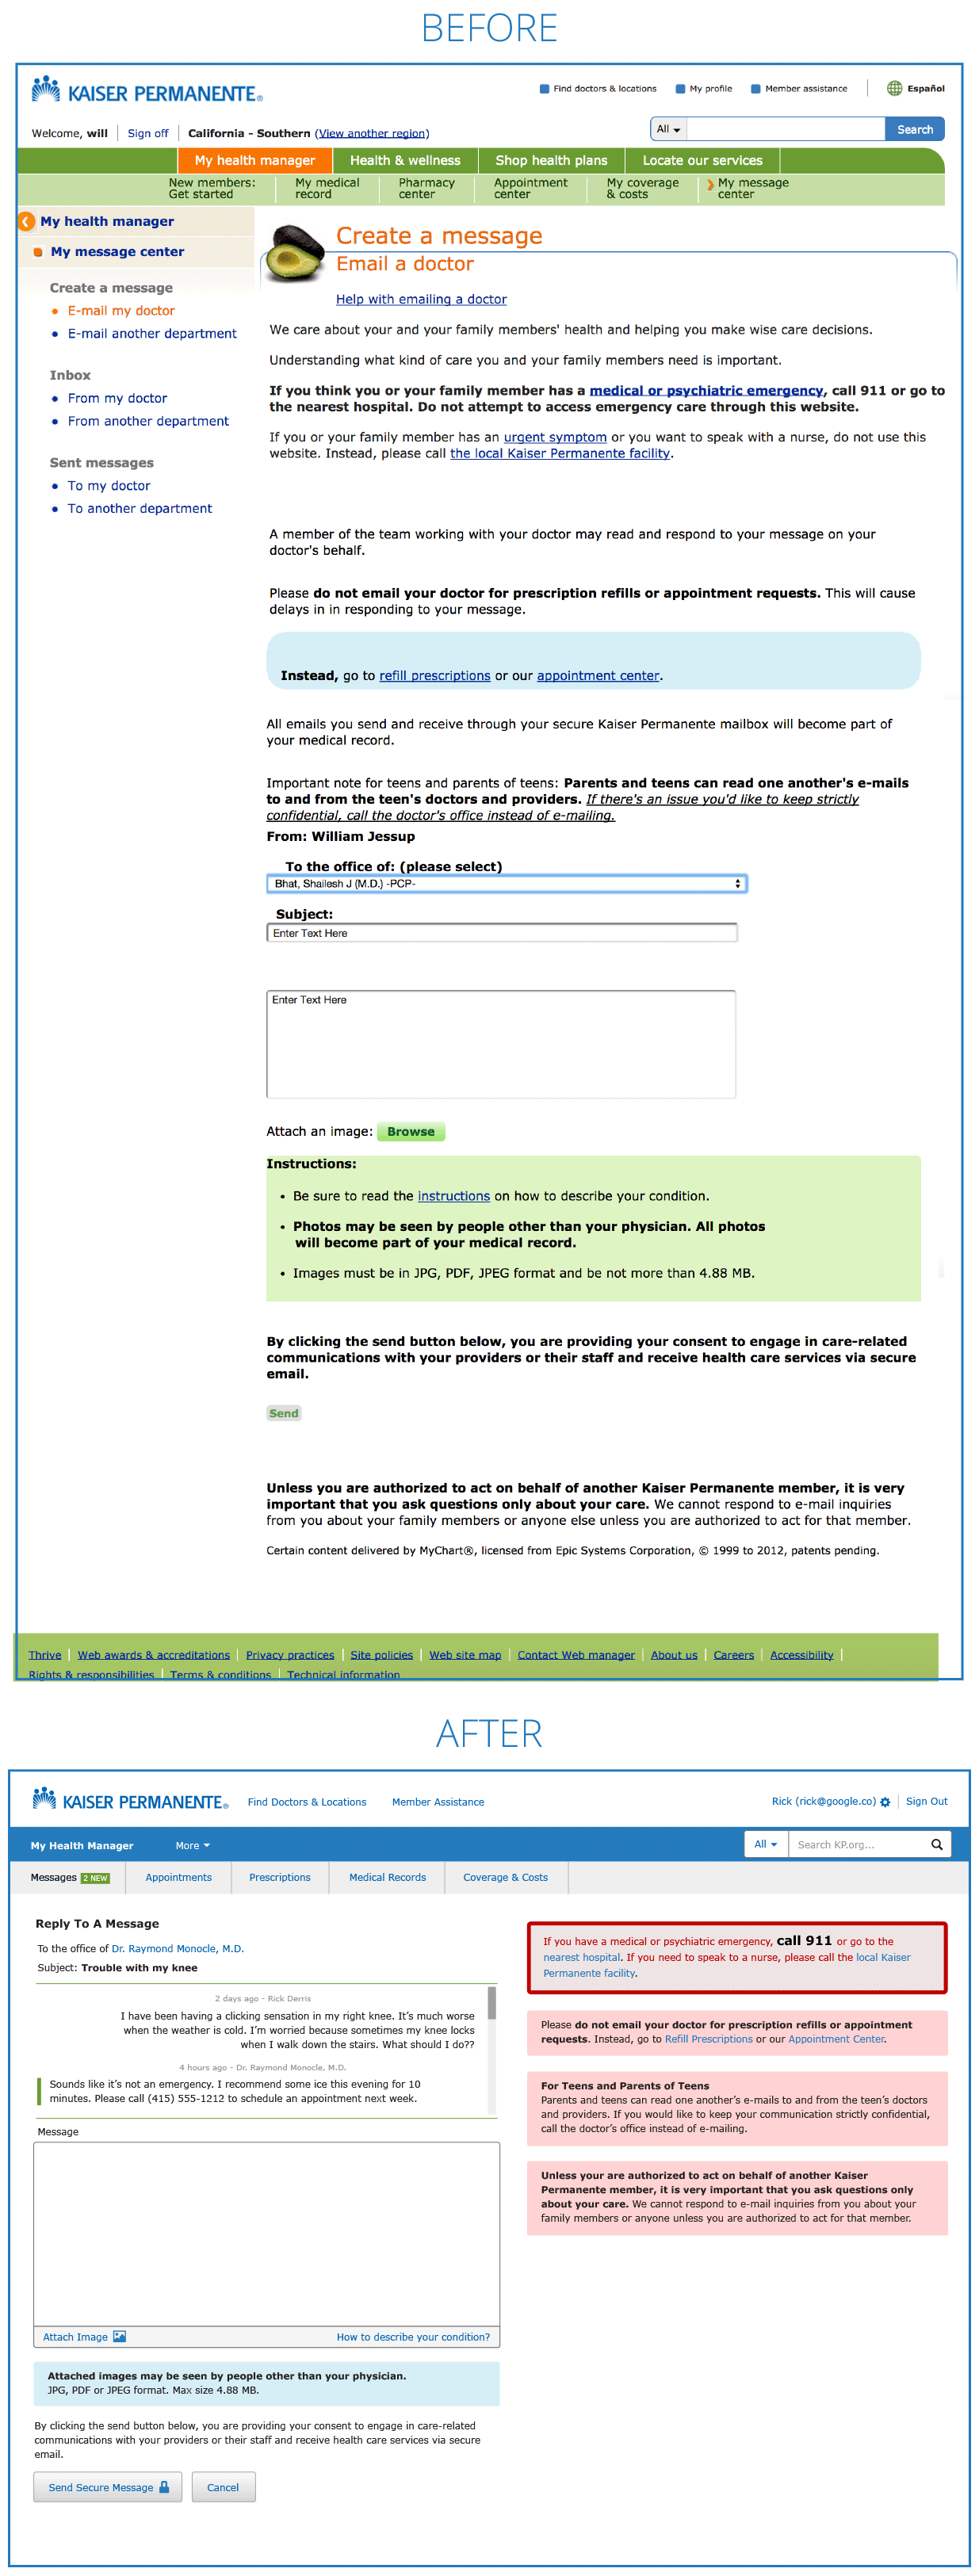 BEFORE
KAISER PERMANENTE®
Find doctors & locations
My profile
Member assistance
Español
Welcome, will
Sign off
California - Southern (View another region)
All
Search
My health manager
Health & wellness
Shop health plans
Locate our services
New members:
Get started
My medical
record
Pharmacy
center
Appointment
center
My coverage
& costs
My message
center
My health manager
My message center
Create a message
E-mail my doctor
E-mail another department
Inbox
From my doctor
From another department
Sent messages
To my doctor
To another department
Create a message
Email a doctor
Help with emailing a doctor
We care about your and your family members' health and helping you make wise care decisions.
Understanding what kind of care you and your family members need is important.
If you think you or your family member has a medical or psychiatric emergency, call 911 or go to
the nearest hospital. Do not attempt to access emergency care through this website.
If you or your family member has an urgent symptom or you want to speak with a nurse, do not use this
website. Instead, please call the local Kaiser Permanente facility.
A member of the team working with your doctor may read and respond to your message on your
doctor's behalf.
Please do not email your doctor for prescription refills or appointment requests. This will cause
delays in in responding to your message.
Instead, go to refill prescriptions or our appointment center.
All emails you send and receive through your secure Kaiser Permanente mailbox will become part of
your medical record.
Important note for teens and parents of teens: Parents and teens can read one another's e-mails
to and from the teen's doctors and providers. If there's an issue you'd like to keep strictly
confidential, call the doctor's office instead of e-mailing.
From: William Jessup
To the office of: (please select)
Bhat, Shailesh J (M.D.) -PCP-
Subject:
Enter Text Here
Enter Text Here
Attach an image: Browse
Instructions:
• Be sure to read the instructions on how to describe your condition.
• Photos may be seen by people other than your physician. All photos
will become part of your medical record.
• Images must be in JPG, PDF, JPEG format and be not more than 4.88 MB.
By clicking the send button below, you are providing your consent to engage in care-related
communications with your providers or their staff and receive health care services via secure
email.
Send
Unless you are authorized to act on behalf of another Kaiser Permanente member, it is very
important that you ask questions only about your care. We cannot respond to e-mail inquiries
from you about your family members or anyone else unless you are authorized to act for that member.
Certain content delivered by MyChart®, licensed from Epic Systems Corporation, © 1999 to 2012, patents pending.
Thrive | Web awards & accreditations | Privacy practices | Site policies | Web site map | Contact Web manager | About us | Careers | Accessibility |
Rights & responsibilities | Terms & conditions | Technical information
AFTER
KAISER PERMANENTE®
Find Doctors & Locations
Member Assistance
Rick (rick@google.co)
Sign Out
My Health Manager
More
All
Search KP.org...
Messages 2 NEW
Appointments
Prescriptions
Medical Records
Coverage & Costs
Reply To A Message
To the office of Dr. Raymond Monocle, M.D.
Subject: Trouble with my knee
2 days ago - Rick Derris
I have been having a clicking sensation in my right knee. It's much worse
when the weather is cold. I'm worried because sometimes my knee locks
when I walk down the stairs. What should I do??
4 hours ago - Dr. Raymond Monocle, M.D.
Sounds like it's not an emergency. I recommend some ice this evening for 10
minutes. Please call (415) 555-1212 to schedule an appointment next week.
Message
Attach Image
How to describe your condition?
Attached images may be seen by people other than your physician.
JPG, PDF or JPEG format. Max size 4.88 MB.
By clicking the send button below, you are providing your consent to engage in care-related
communications with your providers or their staff and receive health care services via secure
email.
Send Secure Message
Cancel
If you have a medical or psychiatric emergency, call 911 or go to the
nearest hospital. If you need to speak to a nurse, please call the local Kaiser
Permanente facility.
Please do not email your doctor for prescription refills or appointment
requests. Instead, go to Refill Prescriptions or our Appointment Center.
For Teens and Parents of Teens
Parents and teens can read one another's e-mails to and from the teen's doctors
and providers. If you would like to keep your communication strictly confidential,
call the doctor's office instead of e-mailing.
Unless your are authorized to act on behalf of another Kaiser
Permanente member, it is very important that you ask questions only
about your care. We cannot respond to e-mail inquiries from you about your
family members or anyone unless you are authorized to act for that member.